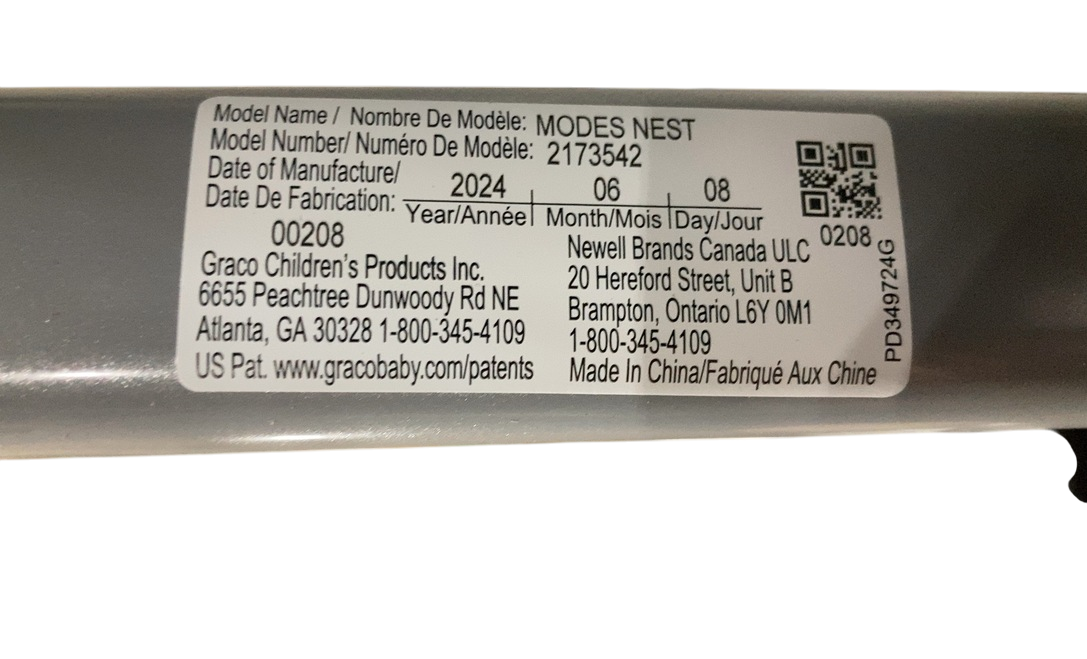 Model Name / Nombre De Modèle: MODES NEST
Model Number/ Numéro De Modèle: 2173542
Date of Manufacture/
Date De Fabrication: 2024 06 08
Year/Année Month/Mois Day/Jour
00208
Graco Children's Products Inc.
6655 Peachtree Dunwoody Rd NE
Atlanta, GA 30328 1-800-345-4109
US Pat. www.gracobaby.com/patents
Newell Brands Canada ULC
20 Hereford Street, Unit B
Brampton, Ontario L6Y 0M1
1-800-345-4109
Made In China/Fabriqué Aux Chine
0208
PD349724G